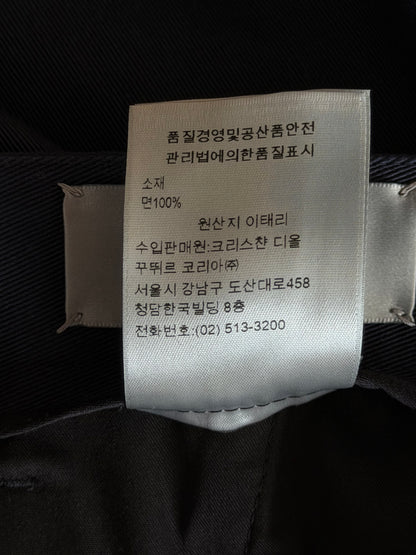 품질경영및공산품안전
관리법에의한품질표시
소재
면100%
원산지 이태리
수입판매원:크리스챤 디올
꾸뛰르 코리아㈜
서울시 강남구 도산대로458
청담한국빌딩 8층
전화번호:(02) 513-3200